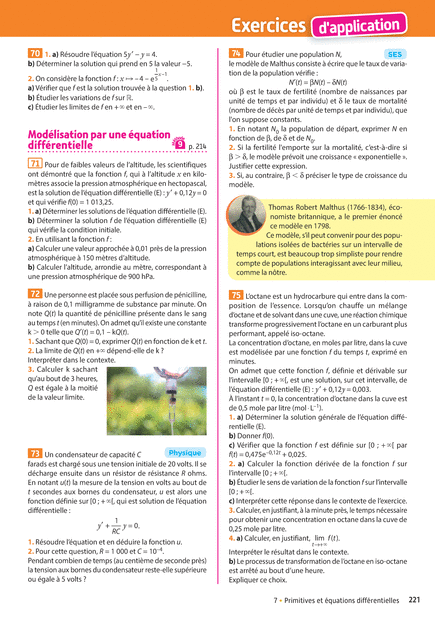 Exercices d'application
70 1. a) Résoudre l'équation 5y' – y = 4.
b) Déterminer la solution qui prend en 5 la valeur –5.
2. On considère la fonction f : x ↦ – 4 – e^(1/5 x – 1).
a) Vérifier que f est la solution trouvée à la question 1. b).
b) Étudier les variations de f sur ℝ.
c) Étudier les limites de f en + ∞ et en – ∞.
Modélisation par une équation
différentielle 9 p. 214
71 Pour de faibles valeurs de l'altitude, les scientifiques
ont démontré que la fonction f, qui à l'altitude x en kilo-
mètres associe la pression atmosphérique en hectopascal,
est la solution de l'équation différentielle (E) : y' + 0,12y = 0
et qui vérifie f(0) = 1 013,25.
1. a) Déterminer les solutions de l'équation différentielle (E).
b) Déterminer la solution f de l'équation différentielle (E)
qui vérifie la condition initiale.
2. En utilisant la fonction f :
a) Calculer une valeur approchée à 0,01 près de la pression
atmosphérique à 150 mètres d'altitude.
b) Calculer l'altitude, arrondie au mètre, correspondant à
une pression atmosphérique de 900 hPa.
72 Une personne est placée sous perfusion de pénicilline,
à raison de 0,1 milligramme de substance par minute. On
note Q(t) la quantité de pénicilline présente dans le sang
au temps t (en minutes). On admet qu'il existe une constante
k > 0 telle que Q'(t) = 0,1 – kQ(t).
1. Sachant que Q(0) = 0, exprimer Q(t) en fonction de k et t.
2. La limite de Q(t) en +∞ dépend-elle de k ?
Interpréter dans le contexte.
3. Calculer k sachant
qu'au bout de 3 heures,
Q est égale à la moitié
de la valeur limite.
73 Un condensateur de capacité C Physique
farads est chargé sous une tension initiale de 20 volts. Il se
décharge ensuite dans un résistor de résistance R ohms.
En notant u(t) la mesure de la tension en volts au bout de
t secondes aux bornes du condensateur, u est alors une
fonction définie sur [0 ; +∞[, qui est solution de l'équation
différentielle :
y' + 1/RC y = 0.
1. Résoudre l'équation et en déduire la fonction u.
2. Pour cette question, R = 1 000 et C = 10⁻⁴.
Pendant combien de temps (au centième de seconde près)
la tension aux bornes du condensateur reste-elle supérieure
ou égale à 5 volts ?
74 Pour étudier une population N, SES
le modèle de Malthus consiste à écrire que le taux de varia-
tion de la population vérifie :
N'(t) = βN(t) – δN(t)
où β est le taux de fertilité (nombre de naissances par
unité de temps et par individu) et δ le taux de mortalité
(nombre de décès par unité de temps et par individu), que
l'on suppose constants.
1. En notant N₀ la population de départ, exprimer N en
fonction de β, de δ et de N₀.
2. Si la fertilité l'emporte sur la mortalité, c'est-à-dire si
β > δ, le modèle prévoit une croissance « exponentielle ».
Justifier cette expression.
3. Si, au contraire, β < δ préciser le type de croissance du
modèle.
Thomas Robert Malthus (1766-1834), éco-
nomiste britannique, a le premier énoncé
ce modèle en 1798.
Ce modèle, s'il peut convenir pour des popu-
lations isolées de bactéries sur un intervalle de
temps court, est beaucoup trop simpliste pour rendre
compte de populations interagissant avec leur milieu,
comme la nôtre.
75 L'octane est un hydrocarbure qui entre dans la com-
position de l'essence. Lorsqu'on chauffe un mélange
d'octane et de solvant dans une cuve, une réaction chimique
transforme progressivement l'octane en un carburant plus
performant, appelé iso-octane.
La concentration d'octane, en moles par litre, dans la cuve
est modélisée par une fonction f du temps t, exprimé en
minutes.
On admet que cette fonction f, définie et dérivable sur
l'intervalle [0 ; +∞[, est une solution, sur cet intervalle, de
l'équation différentielle (E) : y' + 0,12y = 0,003.
À l'instant t = 0, la concentration d'octane dans la cuve est
de 0,5 mole par litre (mol · L⁻¹).
1. a) Déterminer la solution générale de l'équation diffé-
rentielle (E).
b) Donner f(0).
c) Vérifier que la fonction f est définie sur [0 ; +∞[ par
f(t) = 0,475e^(–0,12t) + 0,025.
2. a) Calculer la fonction dérivée de la fonction f sur
l'intervalle [0 ; +∞[.
b) Étudier le sens de variation de la fonction f sur l'intervalle
[0 ; +∞[.
c) Interpréter cette réponse dans le contexte de l'exercice.
3. Calculer, en justifiant, à la minute près, le temps nécessaire
pour obtenir une concentration en octane dans la cuve de
0,25 mole par litre.
4. a) Calculer, en justifiant, lim f(t).
t→+∞
Interpréter le résultat dans le contexte.
b) Le processus de transformation de l'octane en iso-octane
est arrêté au bout d'une heure.
Expliquer ce choix.
7 • Primitives et équations différentielles 221